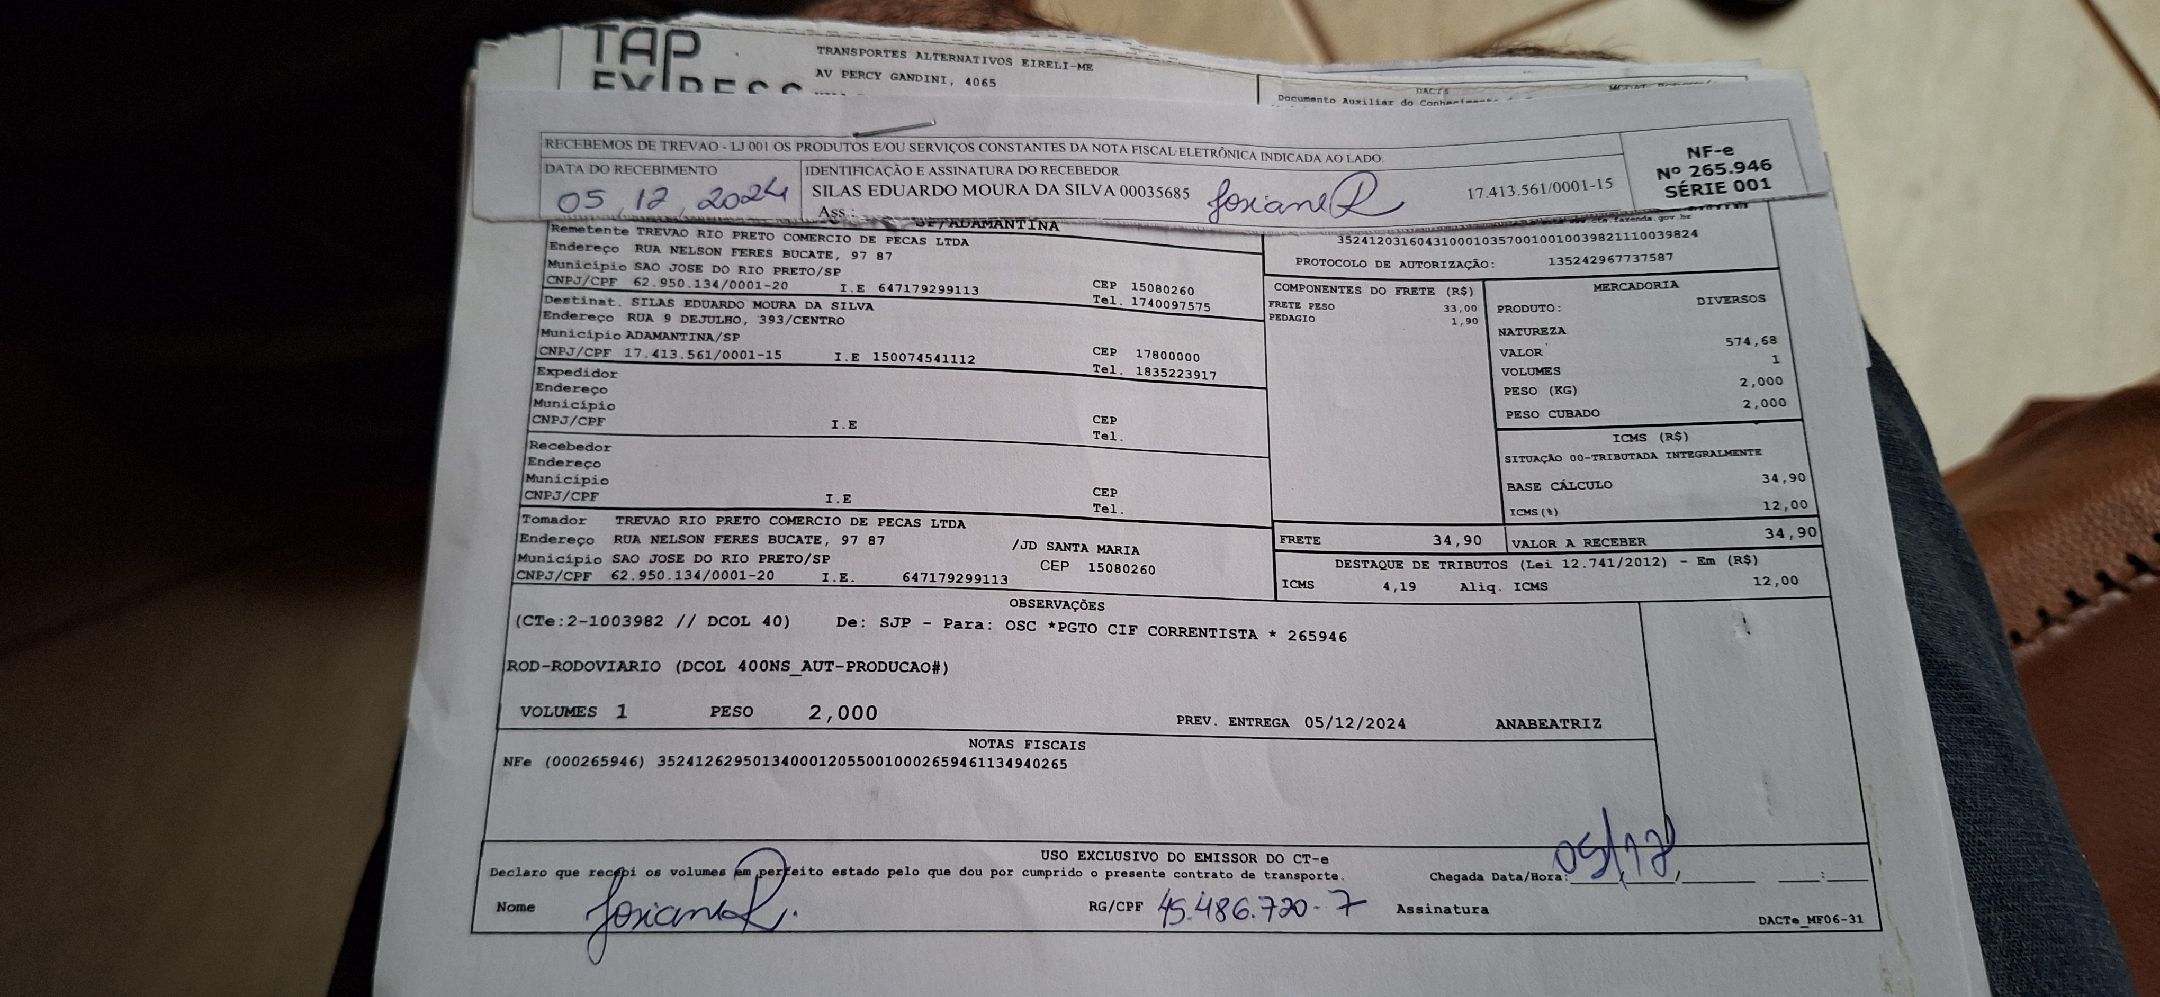 TAP
EXPRESS
TRANSPORTES ALTERNATIVOS EIRELI-ME
AV PERCY GANDINI, 4065
DACTE
Documento Auxiliar do Conhecimento
RECEBEMOS DE TREVAO - LJ 001 OS PRODUTOS E/OU SERVIÇOS CONSTANTES DA NOTA FISCAL ELETRÔNICA INDICADA AO LADO.
DATA DO RECEBIMENTO
05, 12, 2024
IDENTIFICAÇÃO E ASSINATURA DO RECEBEDOR
SILAS EDUARDO MOURA DA SILVA 00035685
Ass.:
Josiane R
17.413.561/0001-15
NF-e
Nº 265.946
SÉRIE 001
SP/ADAMANTINA
Remetente TREVAO RIO PRETO COMERCIO DE PECAS LTDA
Endereço RUA NELSON FERES BUCATE, 97 87
Município SAO JOSE DO RIO PRETO/SP CEP 15080260
CNPJ/CPF 62.950.134/0001-20 I.E 647179299113 Tel. 1740097575
Destinat. SILAS EDUARDO MOURA DA SILVA
Endereço RUA 9 DEJULHO, 393/CENTRO
Município ADAMANTINA/SP CEP 17800000
CNPJ/CPF 17.413.561/0001-15 I.E 150074541112 Tel. 1835223917
Expedidor
Endereço
Município CEP
CNPJ/CPF I.E Tel.
Recebedor
Endereço
Município CEP
CNPJ/CPF I.E Tel.
Tomador TREVAO RIO PRETO COMERCIO DE PECAS LTDA
Endereço RUA NELSON FERES BUCATE, 97 87 /JD SANTA MARIA
Município SAO JOSE DO RIO PRETO/SP CEP 15080260
CNPJ/CPF 62.950.134/0001-20 I.E. 647179299113
35241203160431000103570010010039821110039824
PROTOCOLO DE AUTORIZAÇÃO: 135242967737587
COMPONENTES DO FRETE (R$)
FRETE PESO 33,00
PEDAGIO 1,90
MERCADORIA
PRODUTO: DIVERSOS
NATUREZA
VALOR 574,68
VOLUMES 1
PESO (KG) 2,000
PESO CUBADO 2,000
ICMS (R$)
SITUAÇÃO 00-TRIBUTADA INTEGRALMENTE
BASE CÁLCULO 34,90
ICMS(%) 12,00
FRETE 34,90 VALOR A RECEBER 34,90
DESTAQUE DE TRIBUTOS (Lei 12.741/2012) - Em (R$)
ICMS 4,19 Aliq. ICMS 12,00
OBSERVAÇÕES
(CTe:2-1003982 // DCOL 40) De: SJP - Para: OSC *PGTO CIF CORRENTISTA * 265946
ROD-RODOVIARIO (DCOL 400NS_AUT-PRODUCAO#)
VOLUMES 1 PESO 2,000 PREV. ENTREGA 05/12/2024 ANABEATRIZ
NOTAS FISCAIS
NFe (000265946) 35241262950134000120550010002659461134940265
USO EXCLUSIVO DO EMISSOR DO CT-e
Declaro que recebi os volumes em perfeito estado pelo que dou por cumprido o presente contrato de transporte. Chegada Data/Hora: 05/12/
Nome Josiane R. RG/CPF 45.486.720-7 Assinatura
DACTe_MF06-31